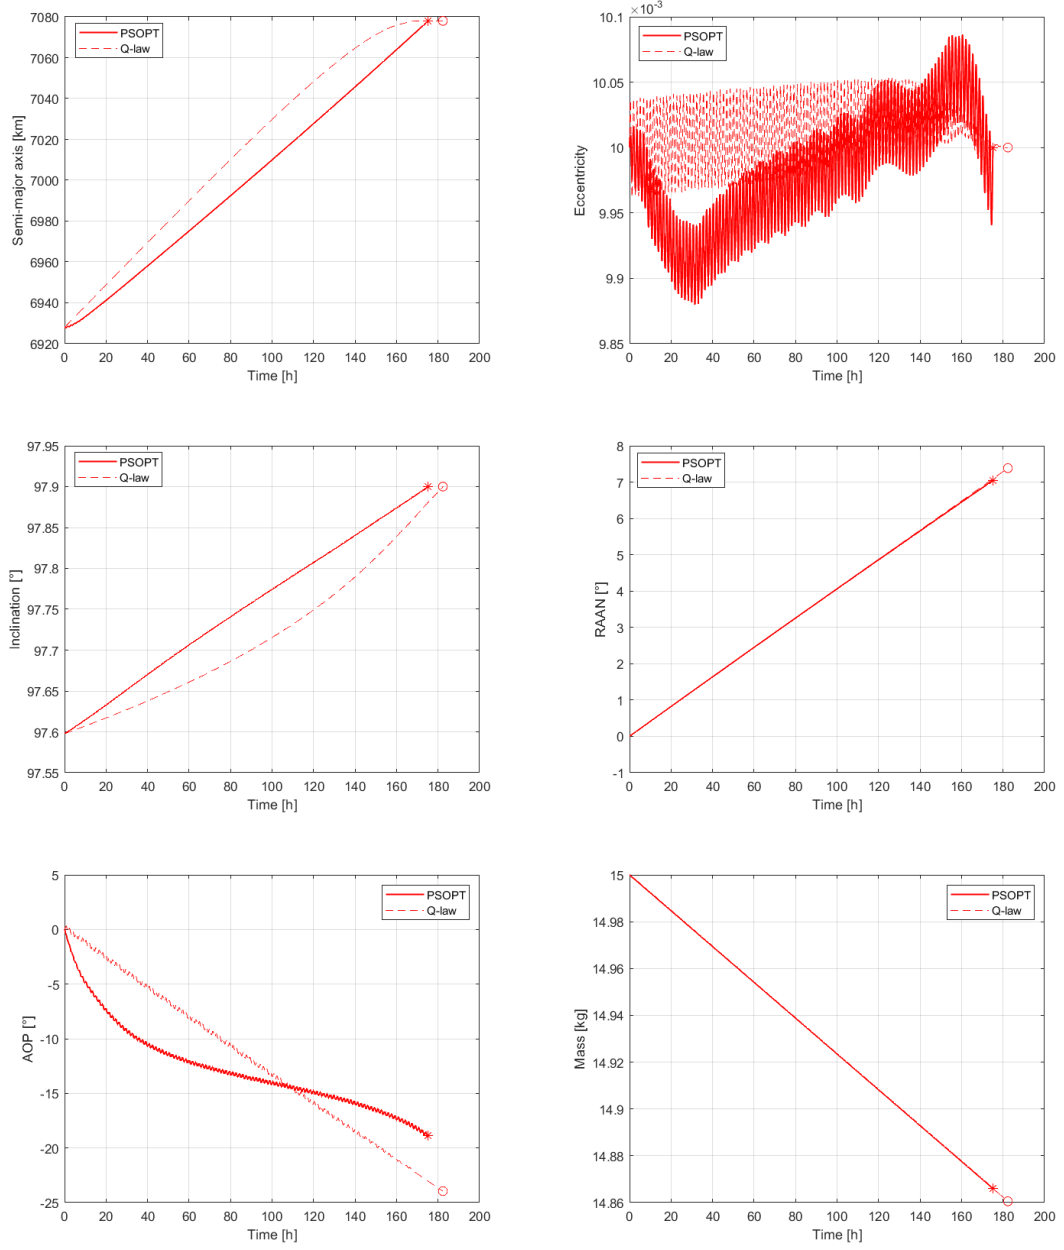 7080
7060
7040
7020
7000
6980
6960
6940
6920
Semi-major axis [km]
PSOPT
Q-law
0 20 40 60 80 100 120 140 160 180 200
Time [h]
×10⁻³
10.1
10.05
10
9.95
9.9
9.85
Eccentricity
PSOPT
Q-law
0 20 40 60 80 100 120 140 160 180 200
Time [h]
97.95
97.9
97.85
97.8
97.75
97.7
97.65
97.6
97.55
Inclination [°]
PSOPT
Q-law
0 20 40 60 80 100 120 140 160 180 200
Time [h]
8
7
6
5
4
3
2
1
0
-1
RAAN [°]
PSOPT
Q-law
0 20 40 60 80 100 120 140 160 180 200
Time [h]
5
0
-5
-10
-15
-20
-25
AOP [°]
PSOPT
Q-law
0 20 40 60 80 100 120 140 160 180 200
Time [h]
15
14.98
14.96
14.94
14.92
14.9
14.88
14.86
Mass [kg]
PSOPT
Q-law
0 20 40 60 80 100 120 140 160 180 200
Time [h]